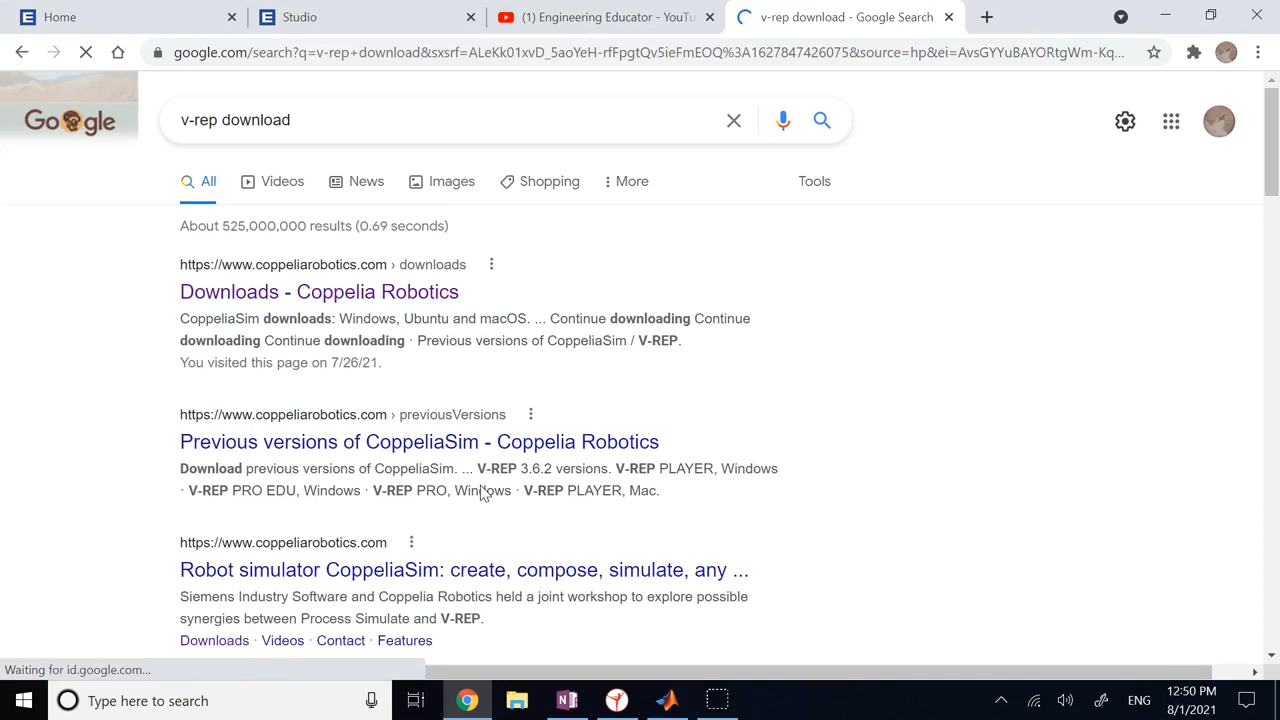 Home
Studio
(1) Engineering Educator - YouTu
v-rep download - Google Search
google.com/search?q=v-rep+download&sxsrf=ALeKk01xvD_5aoYeH-rfFpgtQv5ieFmEOQ%3A1627847426075&source=hp&ei=AvsGYYuBAYORtgWm-Kq...
Google
v-rep download
All Videos News Images Shopping More Tools
About 525,000,000 results (0.69 seconds)
https://www.coppeliarobotics.com › downloads
Downloads - Coppelia Robotics
CoppeliaSim downloads: Windows, Ubuntu and macOS. ... Continue downloading Continue
downloading Continue downloading · Previous versions of CoppeliaSim / V-REP.
You visited this page on 7/26/21.
https://www.coppeliarobotics.com › previousVersions
Previous versions of CoppeliaSim - Coppelia Robotics
Download previous versions of CoppeliaSim. ... V-REP 3.6.2 versions. V-REP PLAYER, Windows
· V-REP PRO EDU, Windows · V-REP PRO, Windows · V-REP PLAYER, Mac.
https://www.coppeliarobotics.com
Robot simulator CoppeliaSim: create, compose, simulate, any ...
Siemens Industry Software and Coppelia Robotics held a joint workshop to explore possible
synergies between Process Simulate and V-REP.
Downloads · Videos · Contact · Features
Waiting for id.google.com...
Type here to search
ENG
12:50 PM
8/1/2021